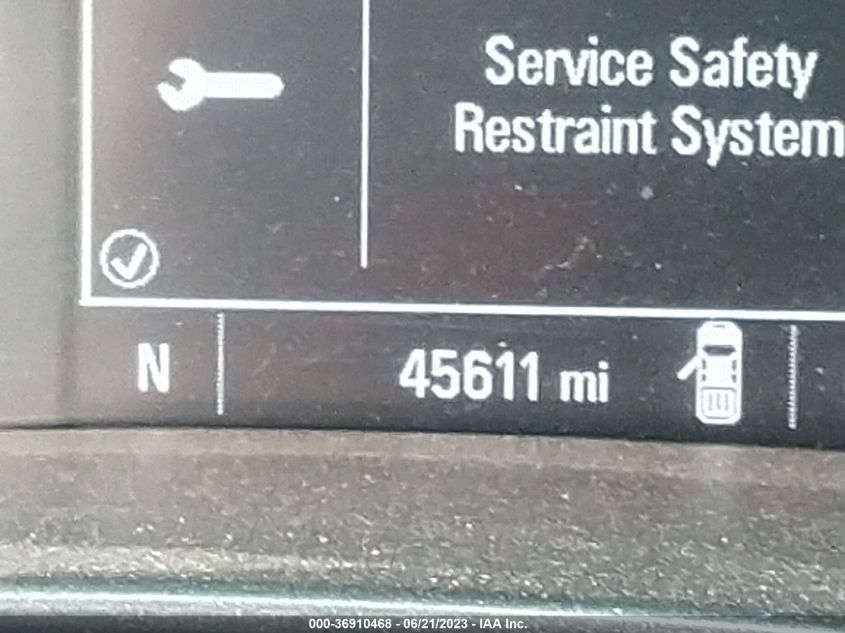 Service Safety
Restraint System
N
45611 mi
000-36910468 - 06/21/2023 - IAA Inc.